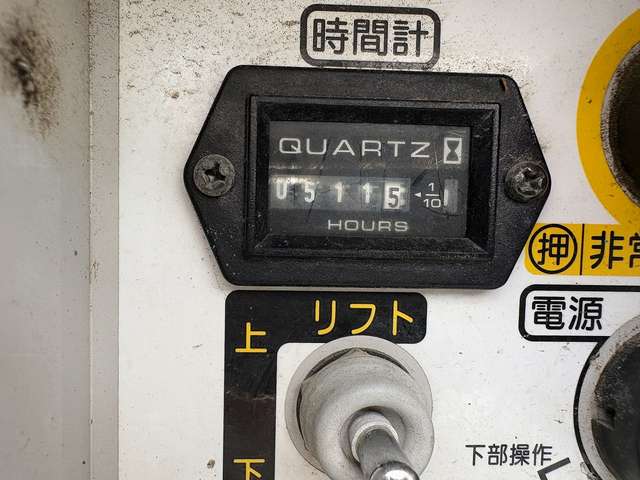 時間計
QUARTZ
05115 1/10
HOURS
押 非常
電源
リフト
上
下
下部操作